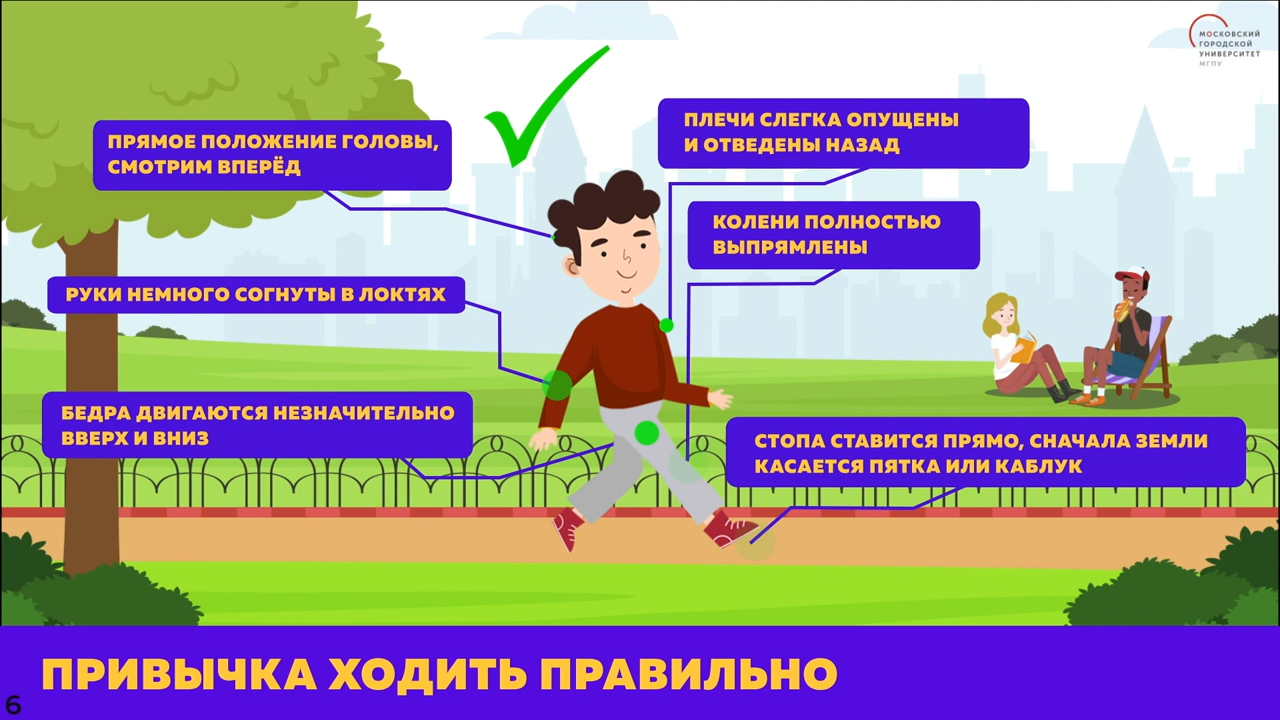 МОСКОВСКИЙ
ГОРОДСКОЙ
УНИВЕРСИТЕТ
МГПУ
ПРЯМОЕ ПОЛОЖЕНИЕ ГОЛОВЫ,
СМОТРИМ ВПЕРЁД
ПЛЕЧИ СЛЕГКА ОПУЩЕНЫ
И ОТВЕДЕНЫ НАЗАД
КОЛЕНИ ПОЛНОСТЬЮ
ВЫПРЯМЛЕНЫ
РУКИ НЕМНОГО СОГНУТЫ В ЛОКТЯХ
БЕДРА ДВИГАЮТСЯ НЕЗНАЧИТЕЛЬНО
ВВЕРХ И ВНИЗ
СТОПА СТАВИТСЯ ПРЯМО, СНАЧАЛА ЗЕМЛИ
КАСАЕТСЯ ПЯТКА ИЛИ КАБЛУК
ПРИВЫЧКА ХОДИТЬ ПРАВИЛЬНО
6